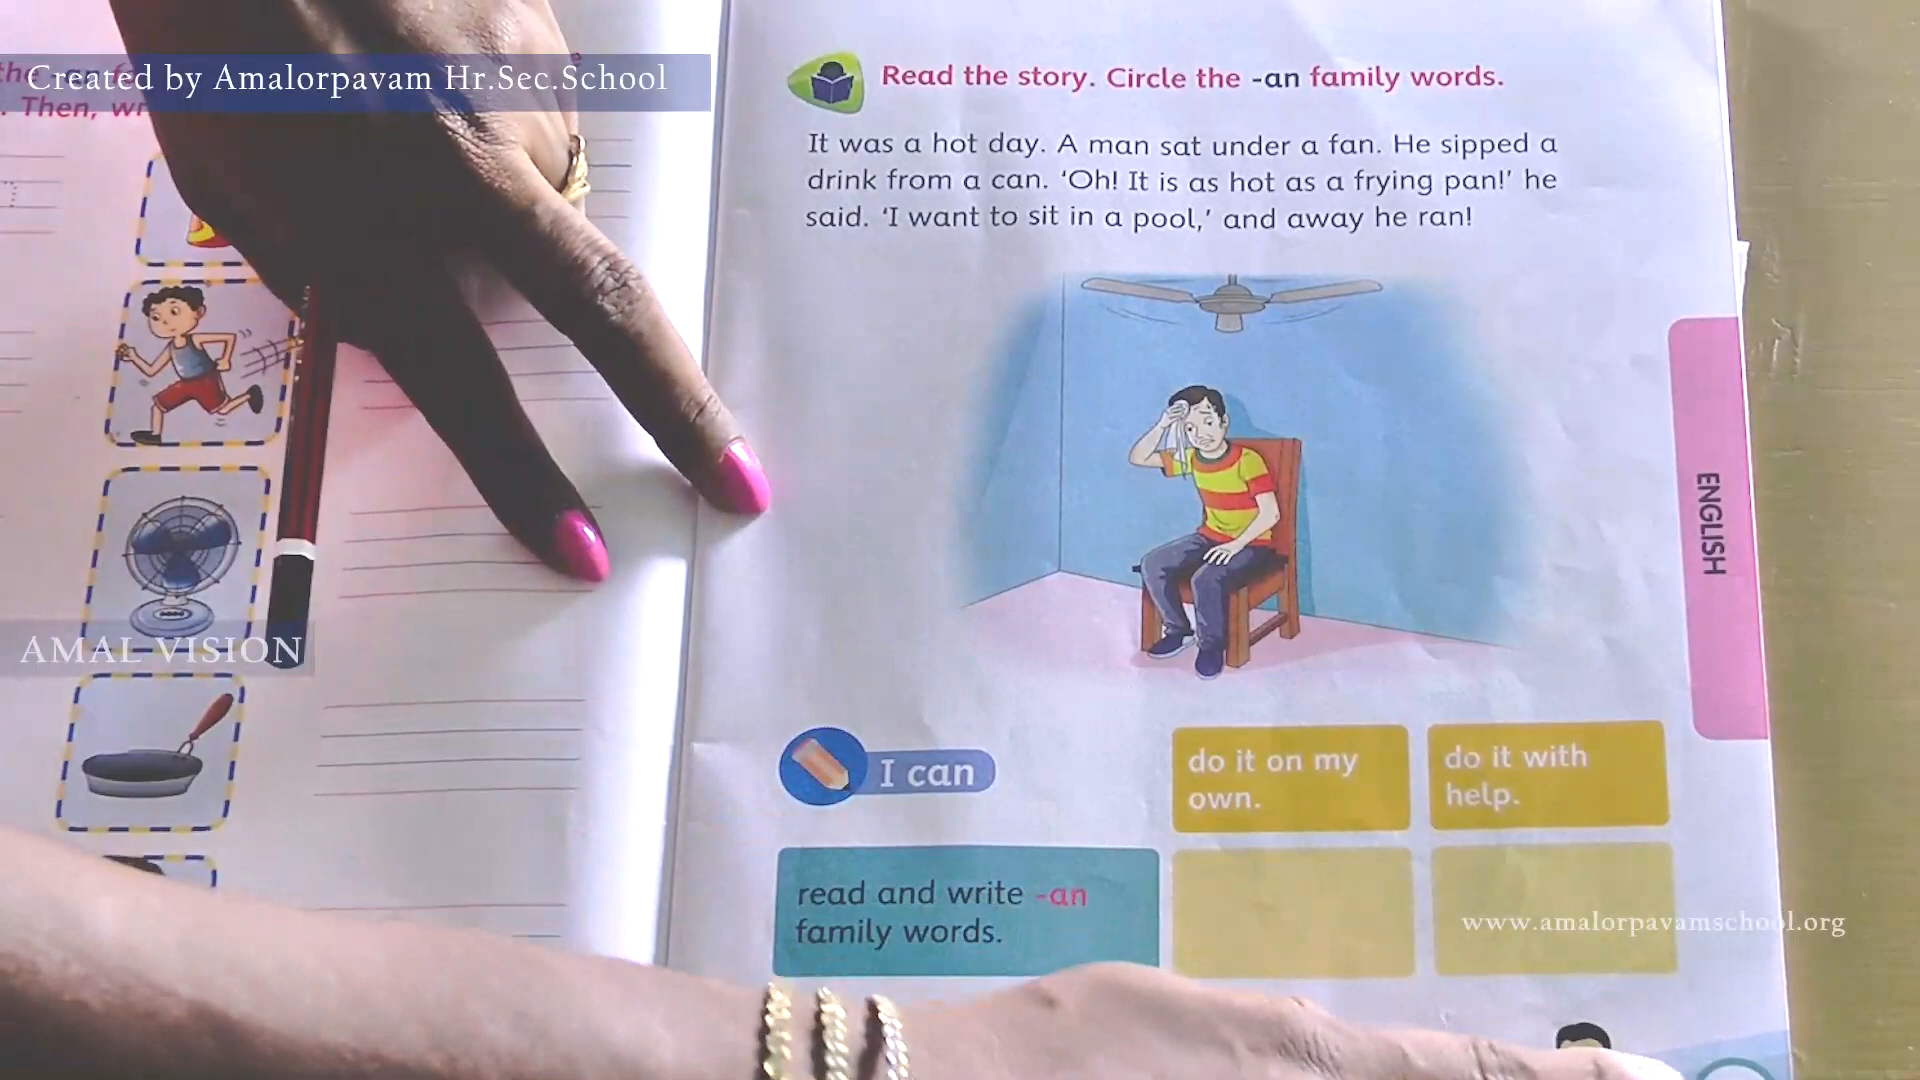 Created by Amalorpavam Hr.Sec.School
the -an
. Then, wr
Read the story. Circle the -an family words.
It was a hot day. A man sat under a fan. He sipped a
drink from a can. ‘Oh! It is as hot as a frying pan!’ he
said. ‘I want to sit in a pool,’ and away he ran!
ENGLISH
AMAL VISION
I can
do it on my
own.
do it with
help.
read and write -an
family words.
www.amalorpavamschool.org